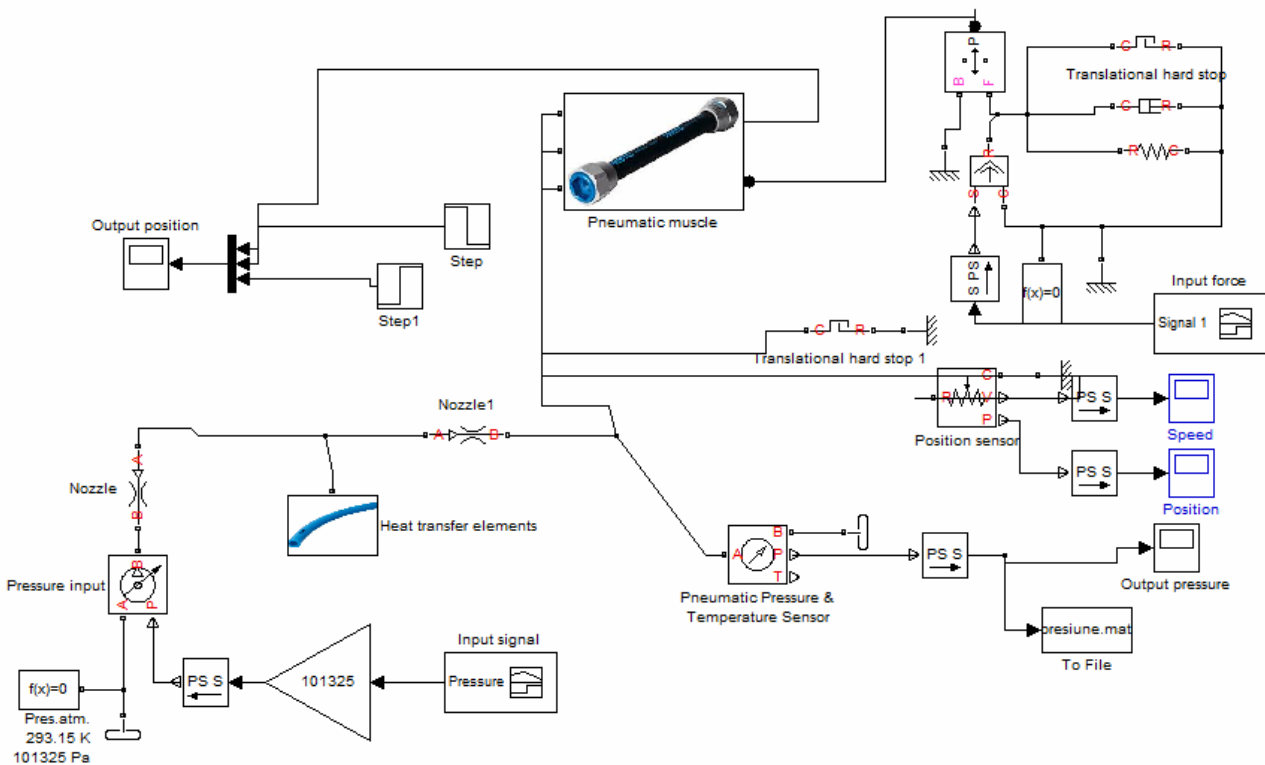 P
B F
C R
Translational hard stop
C R
R C
R
S C
Pneumatic muscle
Output position
Step
Step1
S PS
f(x)=0
Input force
Signal 1
C R
Translational hard stop 1
C
R V
P
Position sensor
PS S
Speed
PS S
Position
Nozzle1
A B
A
Nozzle
B
Heat transfer elements
Pressure input
B
A P
B
A P
T
Pneumatic Pressure &
Temperature Sensor
PS S
Output pressure
presiune.mat
To File
Input signal
Pressure
101325
PS S
f(x)=0
Pres.atm.
293.15 K
101325 Pa